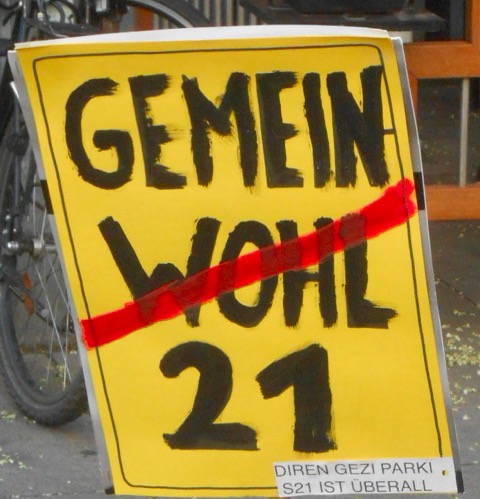 GEMEIN-
WOHL
21
DIREN GEZI PARKI
S21 IST ÜBERALL